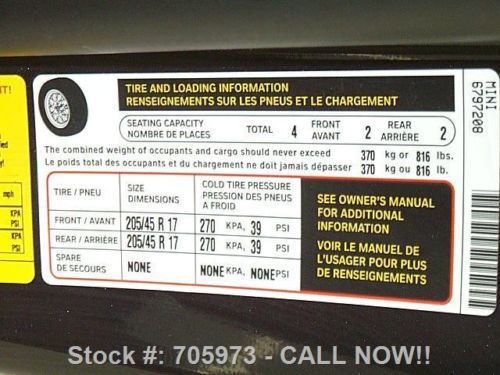 TIRE AND LOADING INFORMATION
RENSEIGNEMENTS SUR LES PNEUS ET LE CHARGEMENT
SEATING CAPACITY
NOMBRE DE PLACES
TOTAL 4
FRONT
AVANT 2
REAR
ARRIÈRE 2
The combined weight of occupants and cargo should never exceed 370 kg or 816 lbs.
Le poids total des occupants et du chargement ne doit jamais dépasser 370 kg ou 816 lb.
TIRE / PNEU
SIZE
DIMENSIONS
COLD TIRE PRESSURE
PRESSION DES PNEUS
A FROID
FRONT / AVANT 205/45 R 17 270 KPA, 39 PSI
REAR / ARRIÈRE 205/45 R 17 270 KPA, 39 PSI
SPARE
DE SECOURS
NONE NONE KPA, NONE PSI
SEE OWNER'S MANUAL
FOR ADDITIONAL
INFORMATION
VOIR LE MANUEL DE
L'USAGER POUR PLUS
DE RENSEIGNEMENTS
MINI
6797208
mph
KPA
PSI
KPA
PSI
Stock #: 705973 - CALL NOW!!